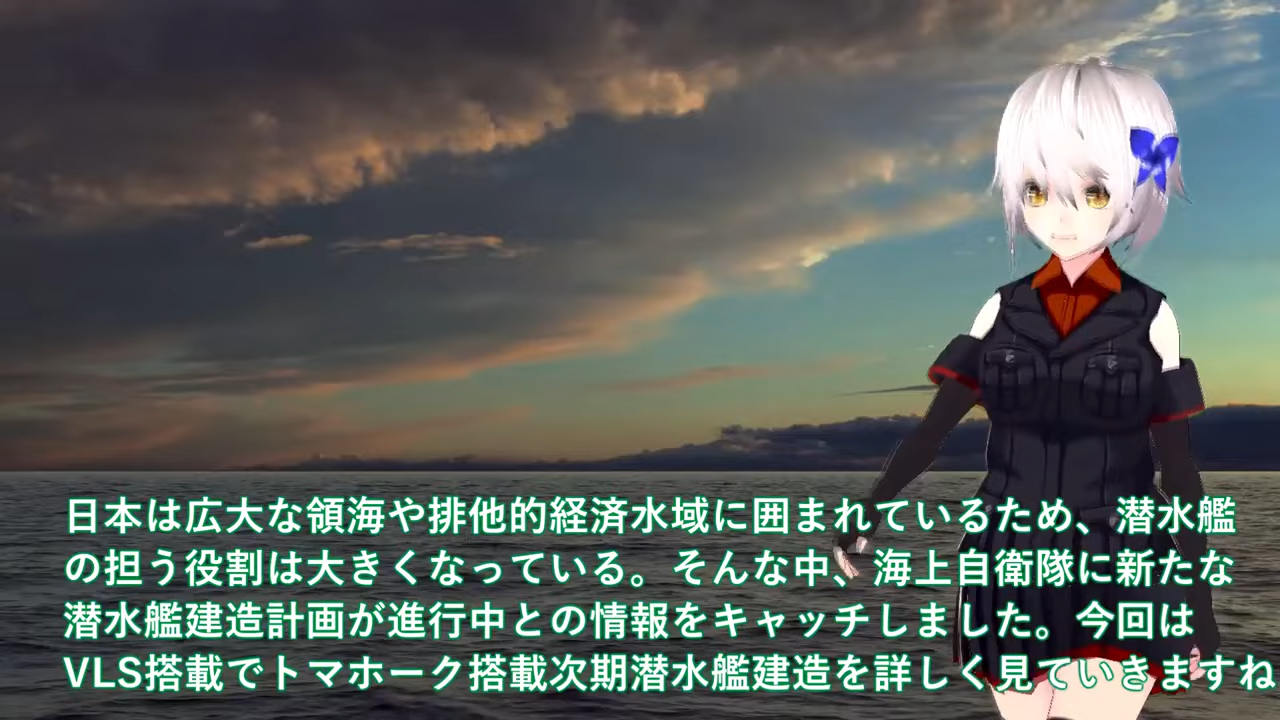 日本は広大な領海や排他的経済水域に囲まれているため、潜水艦
の担う役割は大きくなっている。そんな中、海上自衛隊に新たな
潜水艦建造計画が進行中との情報をキャッチしました。今回は
VLS搭載でトマホーク搭載次期潜水艦建造を詳しく見ていきますね